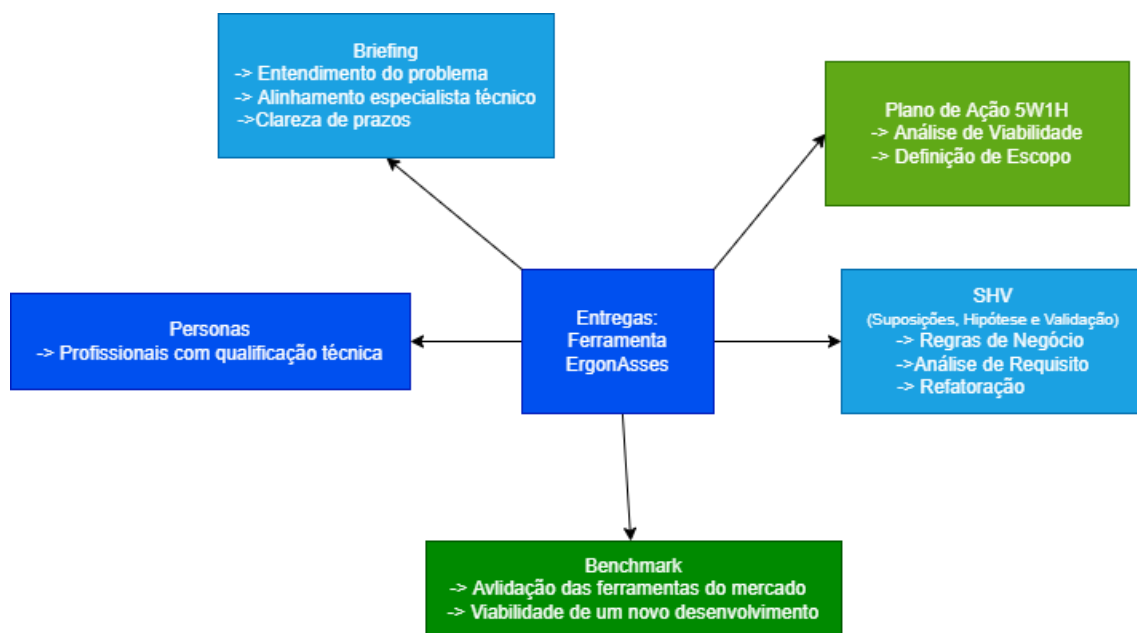 Briefing
-> Entendimento do problema
-> Alinhamento especialista técnico
->Clareza de prazos
Plano de Ação 5W1H
-> Análise de Viabilidade
-> Definição de Escopo
Personas
-> Profissionais com qualificação técnica
Entregas:
Ferramenta
ErgonAsses
SHV
(Suposições, Hipótese e Validação)
-> Regras de Negócio
->Análise de Requisito
-> Refatoração
Benchmark
-> Avlidação das ferramentas do mercado
-> Viabilidade de um novo desenvolvimento